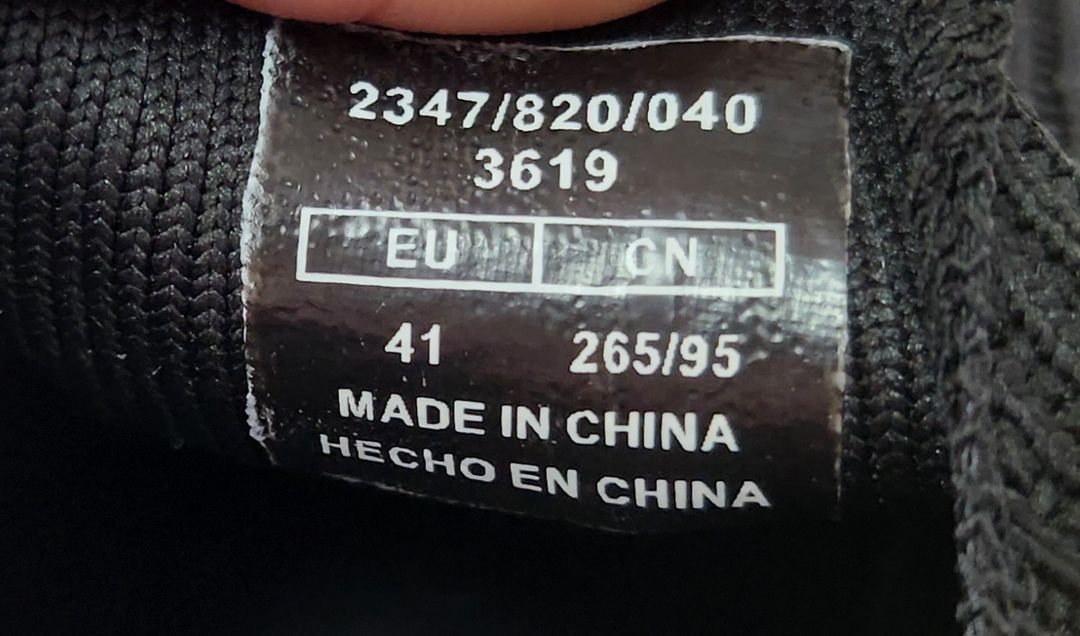 2347/820/040
3619
EU CN
41 265/95
MADE IN CHINA
HECHO EN CHINA